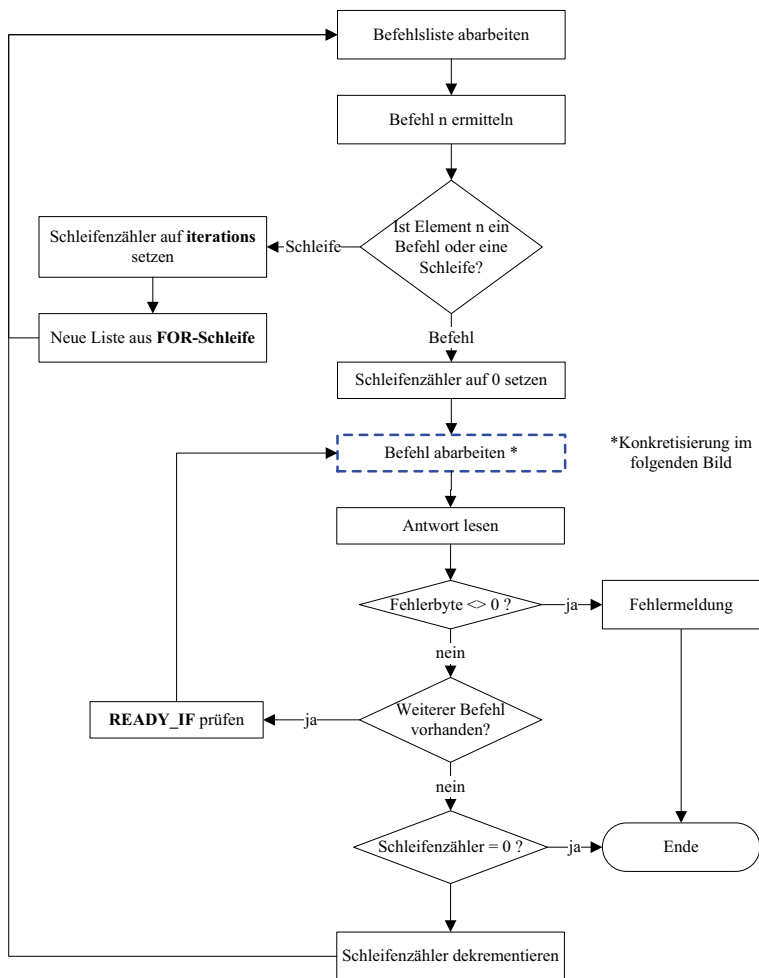 Befehlsliste abarbeiten
Befehl n ermitteln
Ist Element n ein
Befehl oder eine
Schleife?
Schleife
Schleifenzähler auf iterations
setzen
Neue Liste aus FOR-Schleife
Befehl
Schleifenzähler auf 0 setzen
Befehl abarbeiten *
*Konkretisierung im
folgenden Bild
Antwort lesen
Fehlerbyte <> 0 ?
ja
Fehlermeldung
nein
Weiterer Befehl
vorhanden?
ja
READY_IF prüfen
nein
Schleifenzähler = 0 ?
ja
Ende
Schleifenzähler dekrementieren